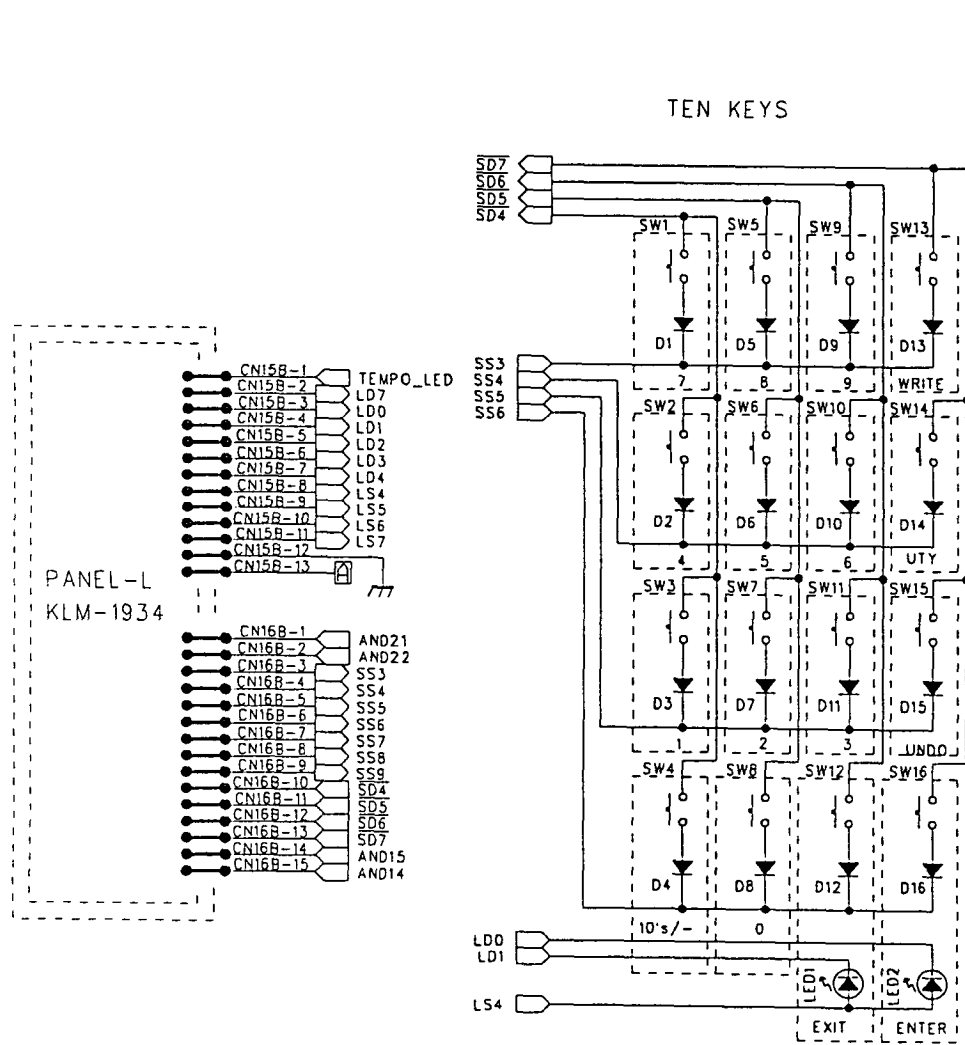 TEN KEYS
SD7
SD6
SD5
SD4
SW1 SW5 SW9 SW13
D1 D5 D9 D13
SS3
SS4
SS5
SS6
7 8 9 WRITE
SW2 SW6 SW10 SW14
D2 D6 D10 D14
4 5 6 UTY
SW3 SW7 SW11 SW15
D3 D7 D11 D15
1 2 3 UNDO
SW4 SW8 SW12 SW16
D4 D8 D12 D16
10's/- 0
LD0
LD1
LED1 LED2
LS4
EXIT ENTER
PANEL-L
KLM-1934
CN15B-1 TEMPO_LED
CN15B-2 LD7
CN15B-3 LD0
CN15B-4 LD1
CN15B-5 LD2
CN15B-6 LD3
CN15B-7 LD4
CN15B-8 LS4
CN15B-9 LS5
CN15B-10 LS6
CN15B-11 LS7
CN15B-12
CN15B-13 A
CN16B-1 AND21
CN16B-2 AND22
CN16B-3 SS3
CN16B-4 SS4
CN16B-5 SS5
CN16B-6 SS6
CN16B-7 SS7
CN16B-8 SS8
CN16B-9 SS9
CN16B-10 SD4
CN16B-11 SD5
CN16B-12 SD6
CN16B-13 SD7
CN16B-14 AND15
CN16B-15 AND14